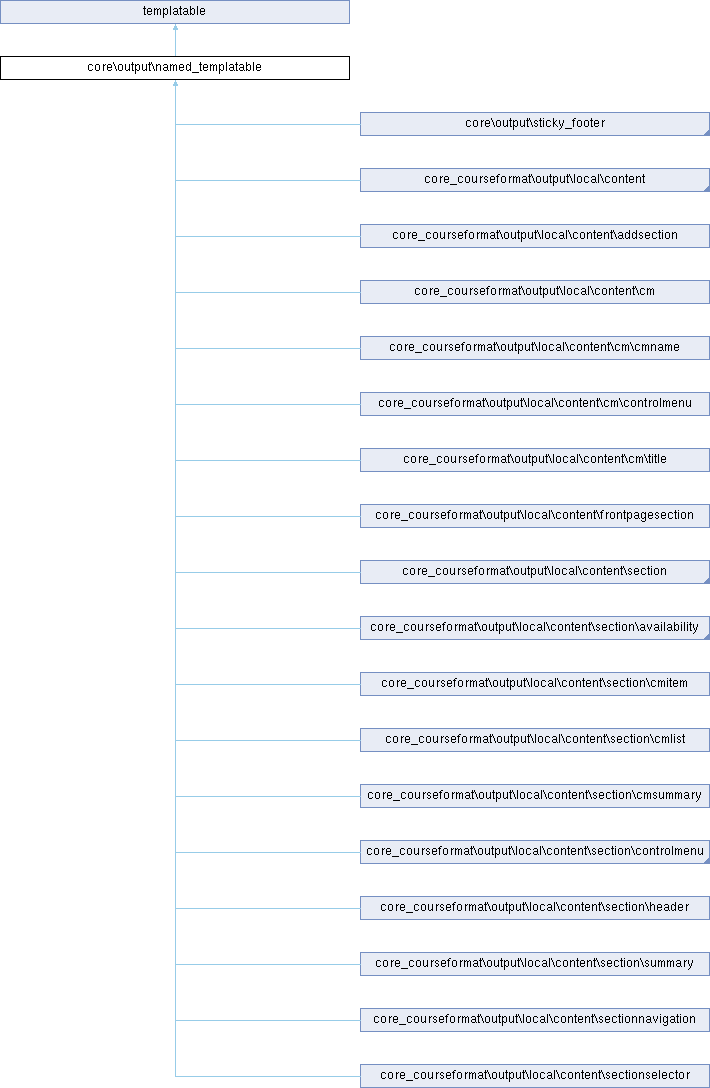 templatable
core\output\named_templatable
core\output\sticky_footer
core_courseformat\output\local\content
core_courseformat\output\local\content\addsection
core_courseformat\output\local\content\cm
core_courseformat\output\local\content\cm\cmname
core_courseformat\output\local\content\cm\controlmenu
core_courseformat\output\local\content\cm\title
core_courseformat\output\local\content\frontpagesection
core_courseformat\output\local\content\section
core_courseformat\output\local\content\section\availability
core_courseformat\output\local\content\section\cmitem
core_courseformat\output\local\content\section\cmlist
core_courseformat\output\local\content\section\cmsummary
core_courseformat\output\local\content\section\controlmenu
core_courseformat\output\local\content\section\header
core_courseformat\output\local\content\section\summary
core_courseformat\output\local\content\sectionnavigation
core_courseformat\output\local\content\sectionselector